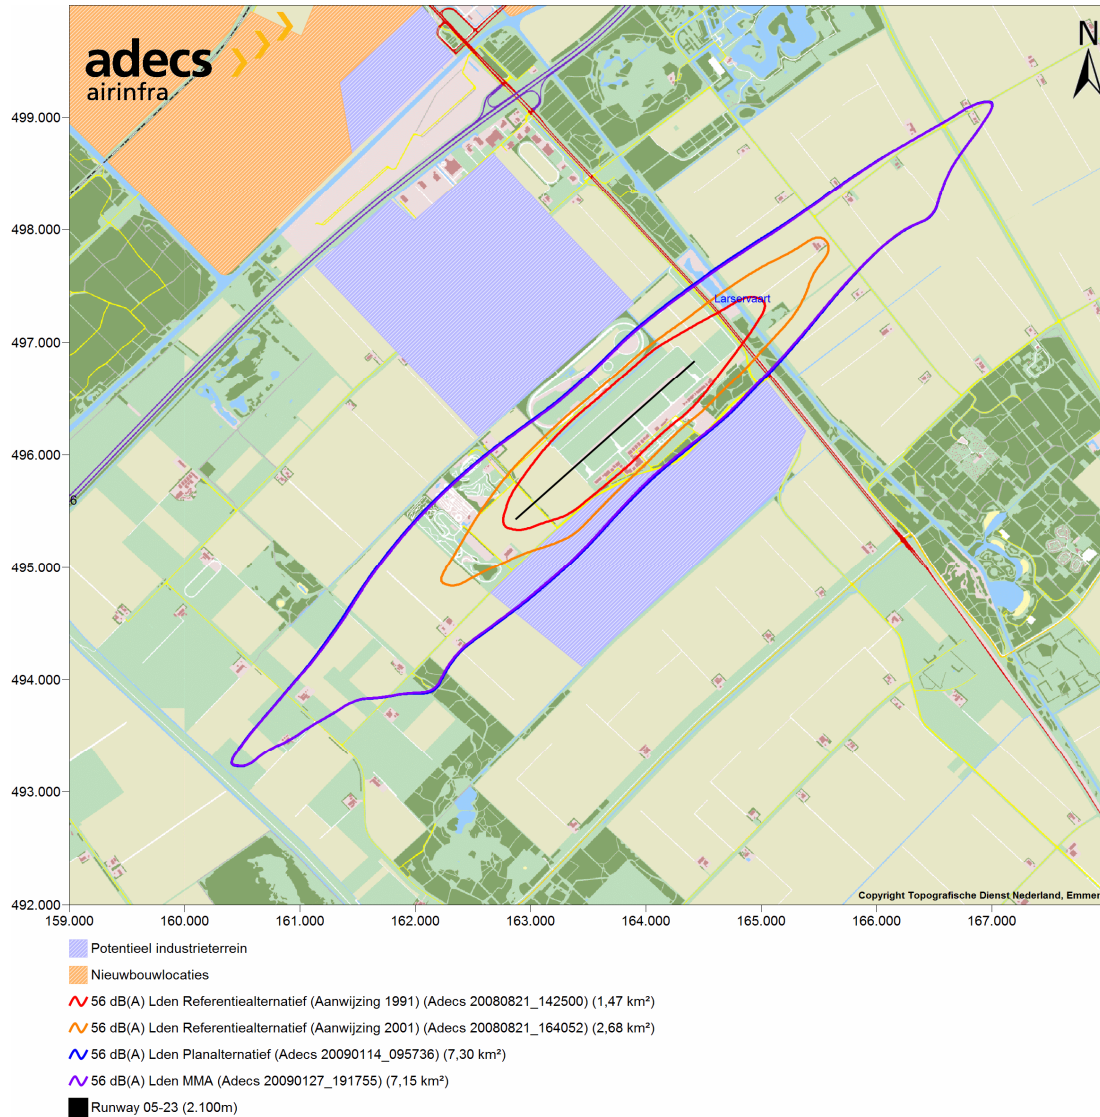 adecs
airinfra
N
499.000
498.000
Larservaart
497.000
496.000
6
495.000
494.000
493.000
Copyright Topografische Dienst Nederland, Emmen
492.000
159.000 160.000 161.000 162.000 163.000 164.000 165.000 166.000 167.000
Potentieel industrieterrein
Nieuwbouwlocaties
56 dB(A) Lden Referentiealternatief (Aanwijzing 1991) (Adecs 20080821_142500) (1,47 km²)
56 dB(A) Lden Referentiealternatief (Aanwijzing 2001) (Adecs 20080821_164052) (2,68 km²)
56 dB(A) Lden Planalternatief (Adecs 20090114_095736) (7,30 km²)
56 dB(A) Lden MMA (Adecs 20090127_191755) (7,15 km²)
Runway 05-23 (2.100m)